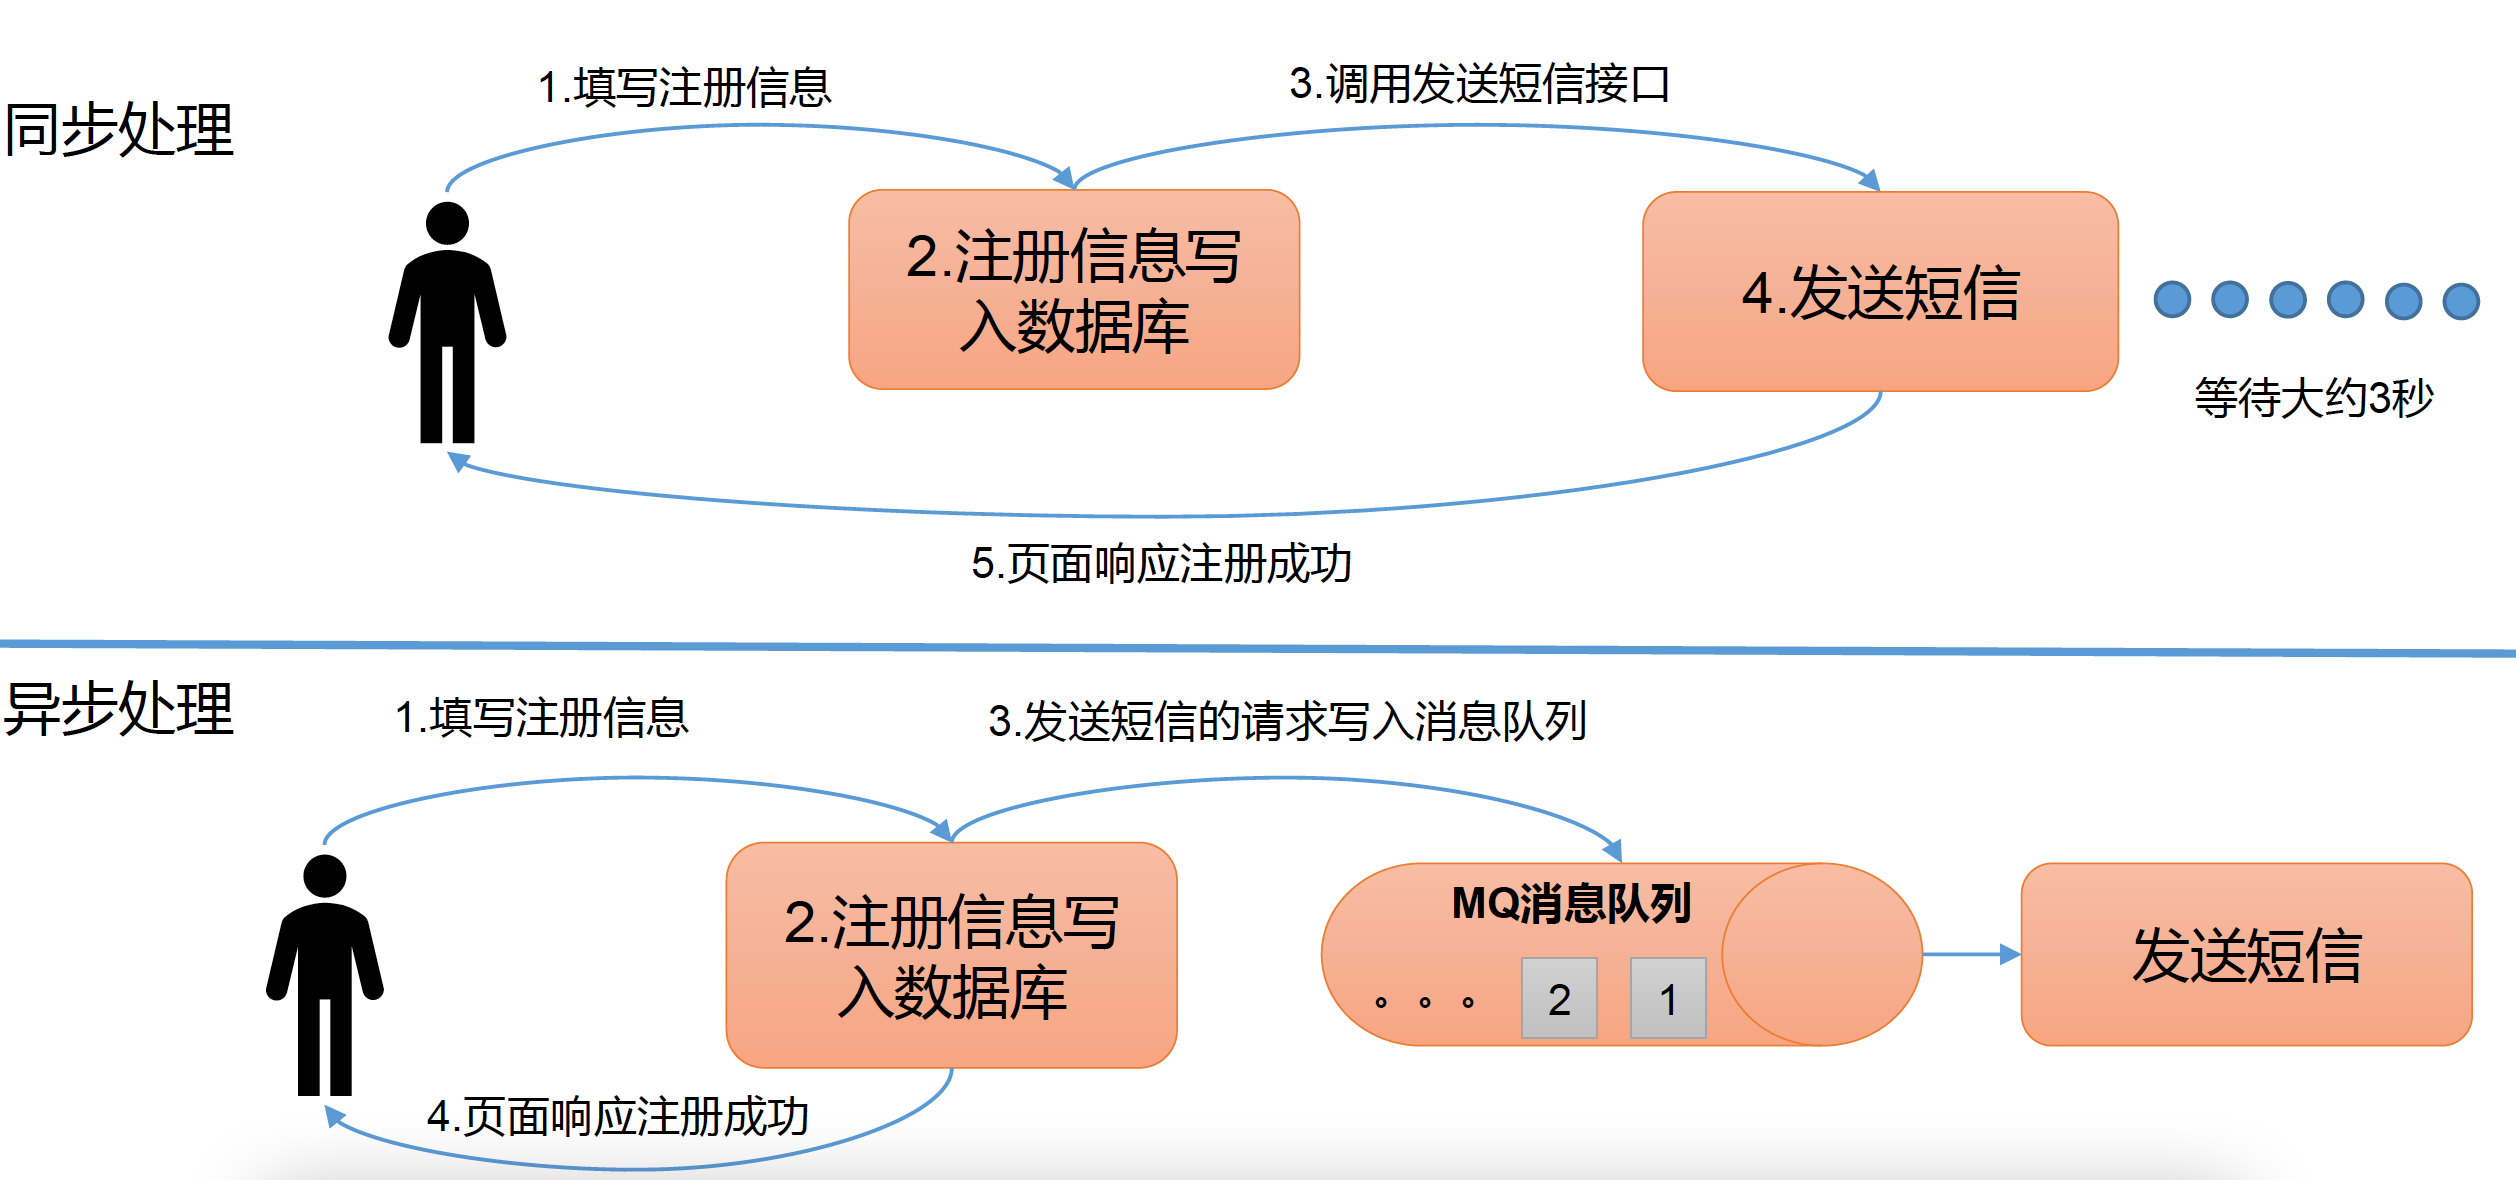 1.填写注册信息
3.调用发送短信接口
同步处理
2.注册信息写
入数据库
4.发送短信
等待大约3秒
5.页面响应注册成功
异步处理
1.填写注册信息
3.发送短信的请求写入消息队列
MQ消息队列
2.注册信息写
入数据库
发送短信
。。。 2 1
4.页面响应注册成功